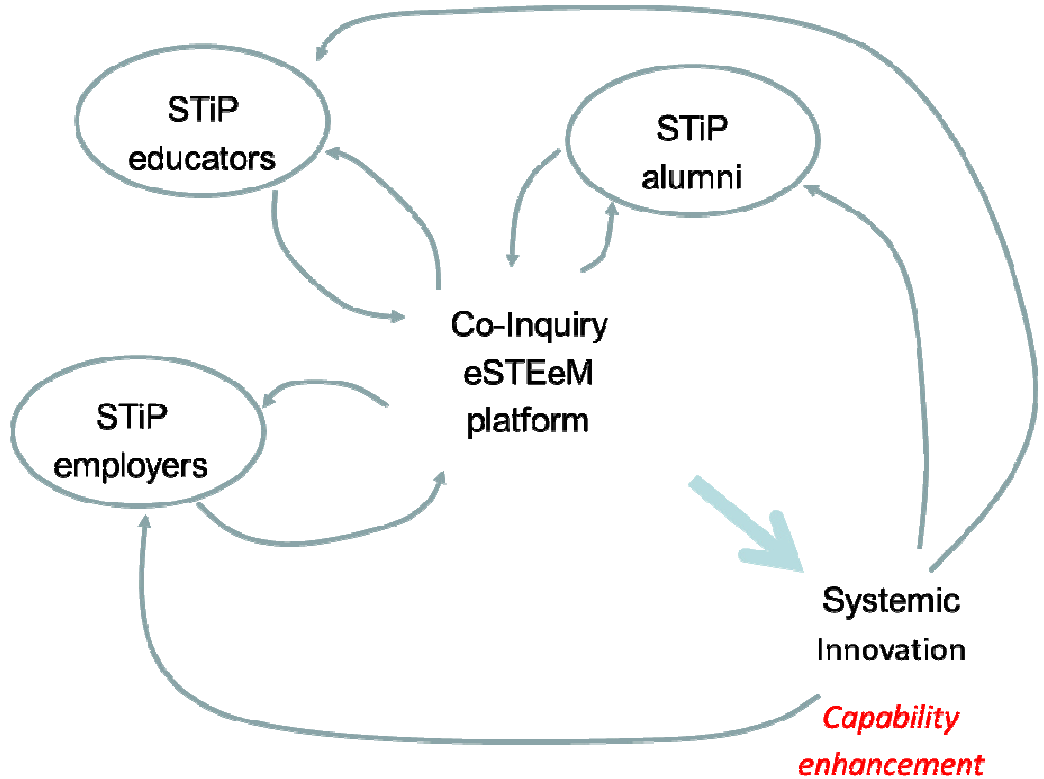 STiP
educators
STiP
alumni
Co-Inquiry
eSTEeM
platform
STiP
employers
Systemic
Innovation
Capability
enhancement